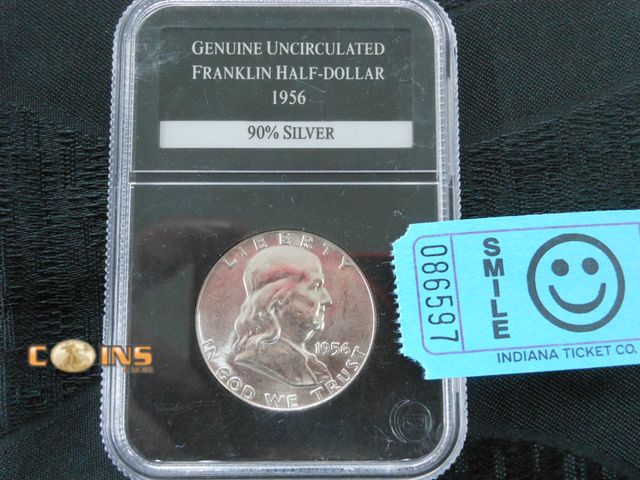 GENUINE UNCIRCULATED
FRANKLIN HALF-DOLLAR
1956
90% SILVER
LIBERTY
1956
IN GOD WE TRUST
086597
SMILE
INDIANA TICKET CO.
COINS